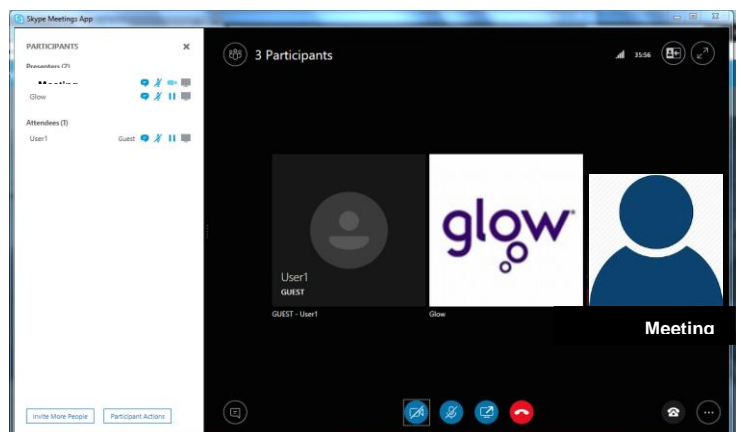 Skype Meetings App
PARTICIPANTS
3 Participants
35:56
Presenters (2)
Meeting
Glow
Attendees (1)
User1 Guest
glow
User1
GUEST
GUEST - User1
Glow
Meeting
Invite More People
Participant Actions